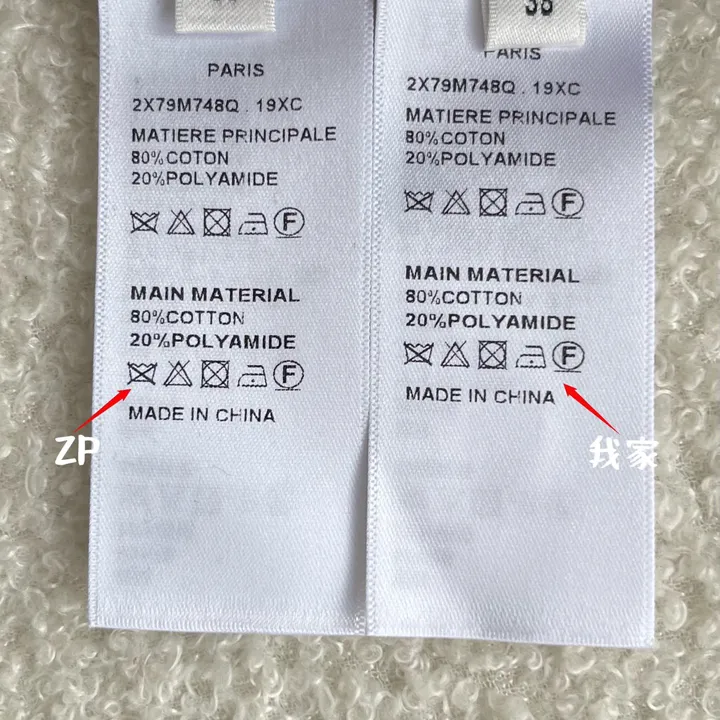 38
PARIS
2X79M748Q . 19XC
MATIERE PRINCIPALE
80%COTON
20%POLYAMIDE
F
MAIN MATERIAL
80%COTTON
20%POLYAMIDE
F
MADE IN CHINA
ZP
PARIS
2X79M748Q . 19XC
MATIERE PRINCIPALE
80%COTON
20%POLYAMIDE
F
MAIN MATERIAL
80%COTTON
20%POLYAMIDE
F
MADE IN CHINA
我家